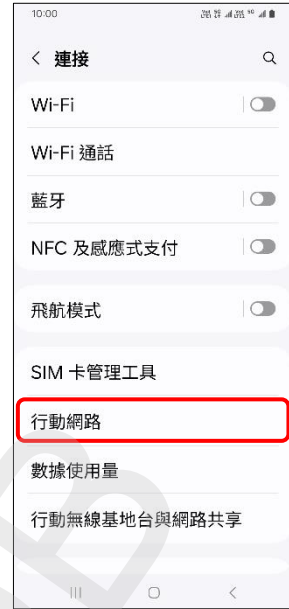 10:00
連接
Wi-Fi
Wi-Fi 通話
藍牙
NFC 及感應式支付
飛航模式
SIM 卡管理工具
行動網路
數據使用量
行動無線基地台與網路共享